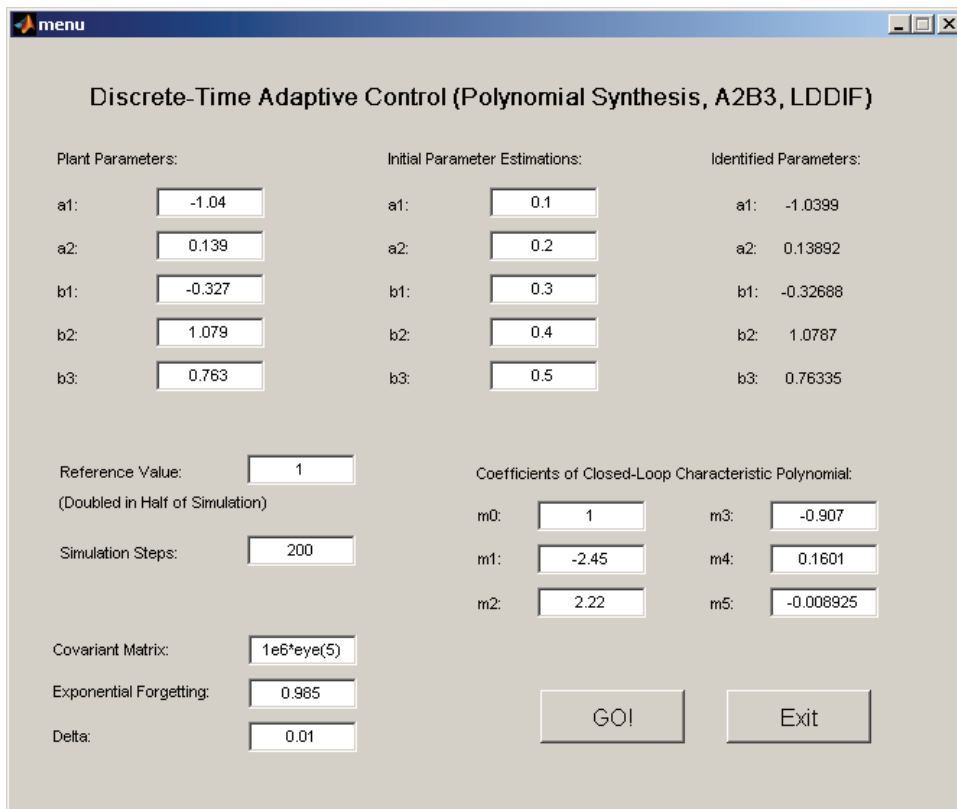 menu
Discrete-Time Adaptive Control (Polynomial Synthesis, A2B3, LDDIF)
Plant Parameters: Initial Parameter Estimations: Identified Parameters:
a1: -1.04 a1: 0.1 a1: -1.0399
a2: 0.139 a2: 0.2 a2: 0.13892
b1: -0.327 b1: 0.3 b1: -0.32688
b2: 1.079 b2: 0.4 b2: 1.0787
b3: 0.763 b3: 0.5 b3: 0.76335
Reference Value: 1
(Doubled in Half of Simulation)
Simulation Steps: 200
Coefficients of Closed-Loop Characteristic Polynomial:
m0: 1 m3: -0.907
m1: -2.45 m4: 0.1601
m2: 2.22 m5: -0.008925
Covariant Matrix: 1e6*eye(5)
Exponential Forgetting: 0.985
Delta: 0.01
GO! Exit